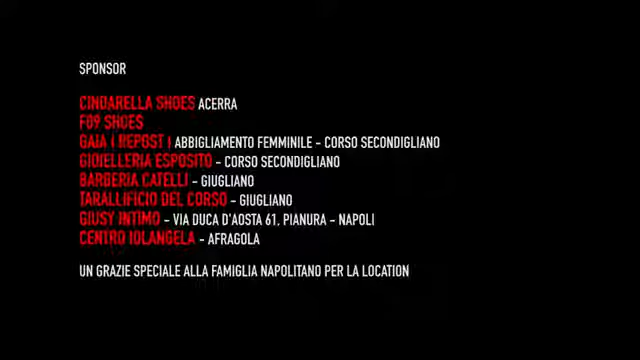 SPONSOR
CINDARELLA SHOES ACERRA
F09 SHOES
GAIA ( REPOST ) ABBIGLIAMENTO FEMMINILE - CORSO SECONDIGLIANO
GIOIELLERIA ESPOSITO - CORSO SECONDIGLIANO
BARBERIA CATELLI - GIUGLIANO
TARALLIFICIO DEL CORSO - GIUGLIANO
GIUSY INTIMO - VIA DUCA D'AOSTA 61, PIANURA - NAPOLI
CENTRO IOLANGELA - AFRAGOLA
UN GRAZIE SPECIALE ALLA FAMIGLIA NAPOLITANO PER LA LOCATION